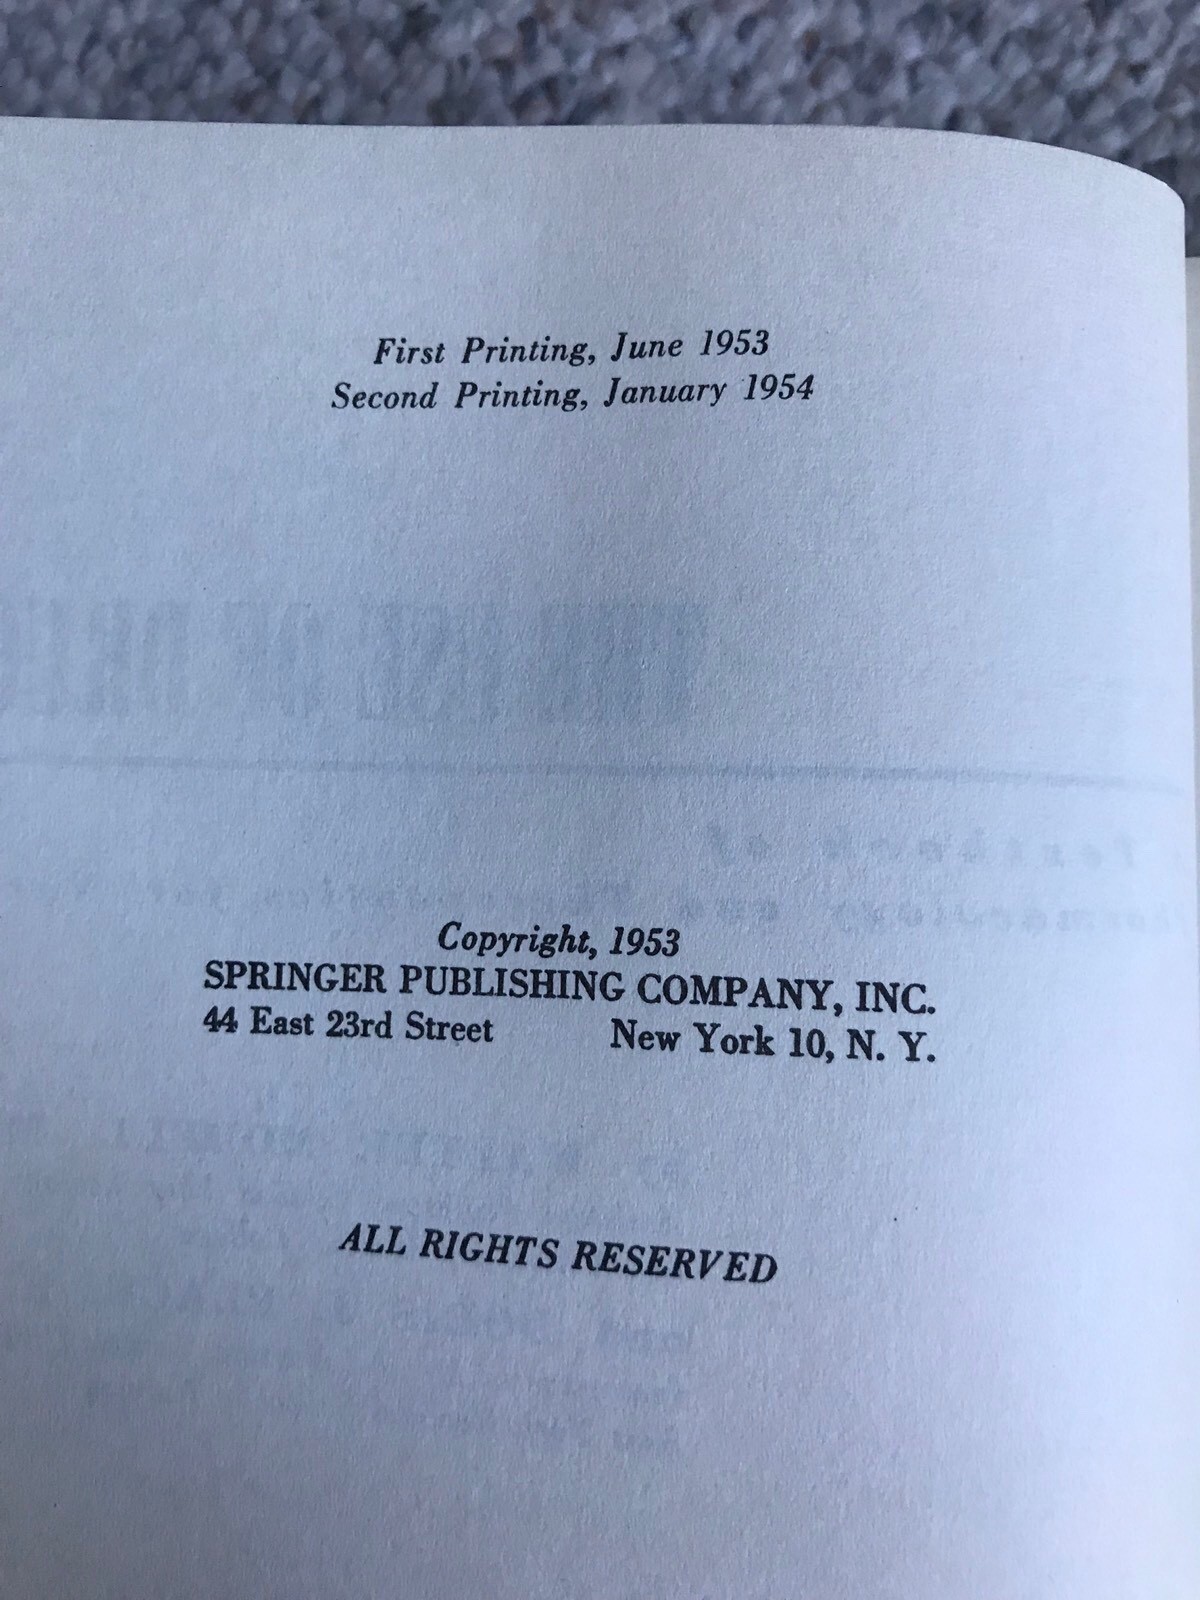 First Printing, June 1953
Second Printing, January 1954
Copyright, 1953
SPRINGER PUBLISHING COMPANY, INC.
44 East 23rd Street New York 10, N. Y.
ALL RIGHTS RESERVED